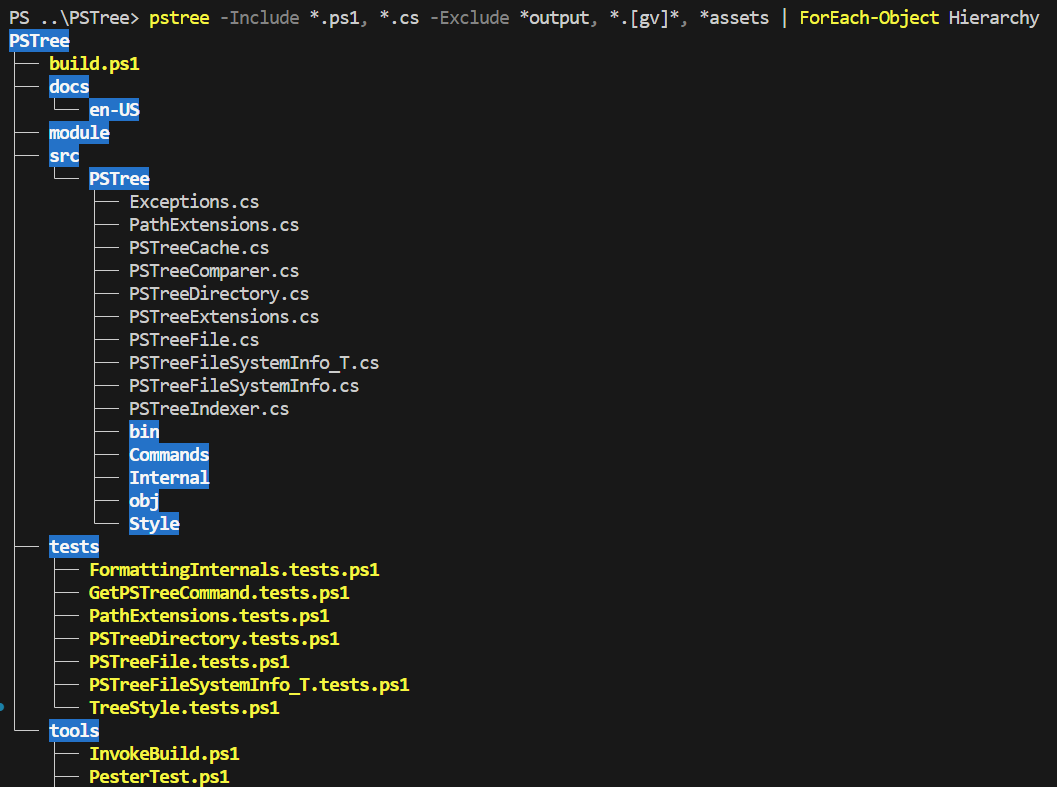 PS ..\PSTree> pstree -Include *.ps1, *.cs -Exclude *output, *.[gv]*, *assets | ForEach-Object Hierarchy
PSTree
├── build.ps1
├── docs
│   └── en-US
├── module
├── src
│   └── PSTree
│       ├── Exceptions.cs
│       ├── PathExtensions.cs
│       ├── PSTreeCache.cs
│       ├── PSTreeComparer.cs
│       ├── PSTreeDirectory.cs
│       ├── PSTreeExtensions.cs
│       ├── PSTreeFile.cs
│       ├── PSTreeFileSystemInfo_T.cs
│       ├── PSTreeFileSystemInfo.cs
│       ├── PSTreeIndexer.cs
│       ├── bin
│       ├── Commands
│       ├── Internal
│       ├── obj
│       └── Style
├── tests
│   ├── FormattingInternals.tests.ps1
│   ├── GetPSTreeCommand.tests.ps1
│   ├── PathExtensions.tests.ps1
│   ├── PSTreeDirectory.tests.ps1
│   ├── PSTreeFile.tests.ps1
│   ├── PSTreeFileSystemInfo_T.tests.ps1
│   └── TreeStyle.tests.ps1
└── tools
    ├── InvokeBuild.ps1
    ├── PesterTest.ps1